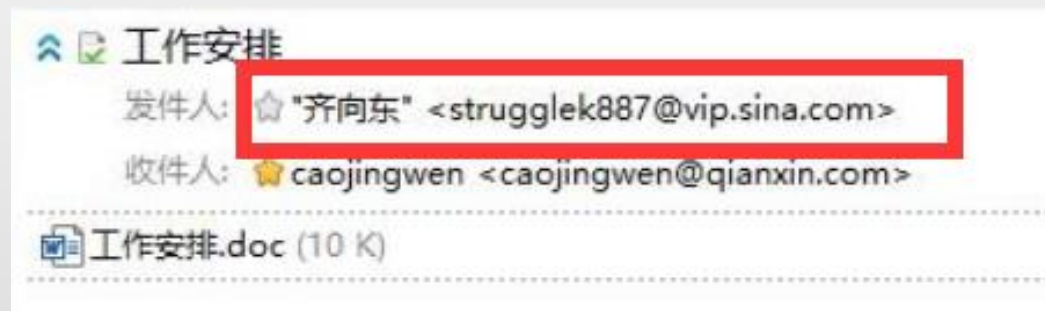 工作安排
发件人: "齐向东" <strugglek887@vip.sina.com>
收件人: caojingwen <caojingwen@qianxin.com>
工作安排.doc (10 K)